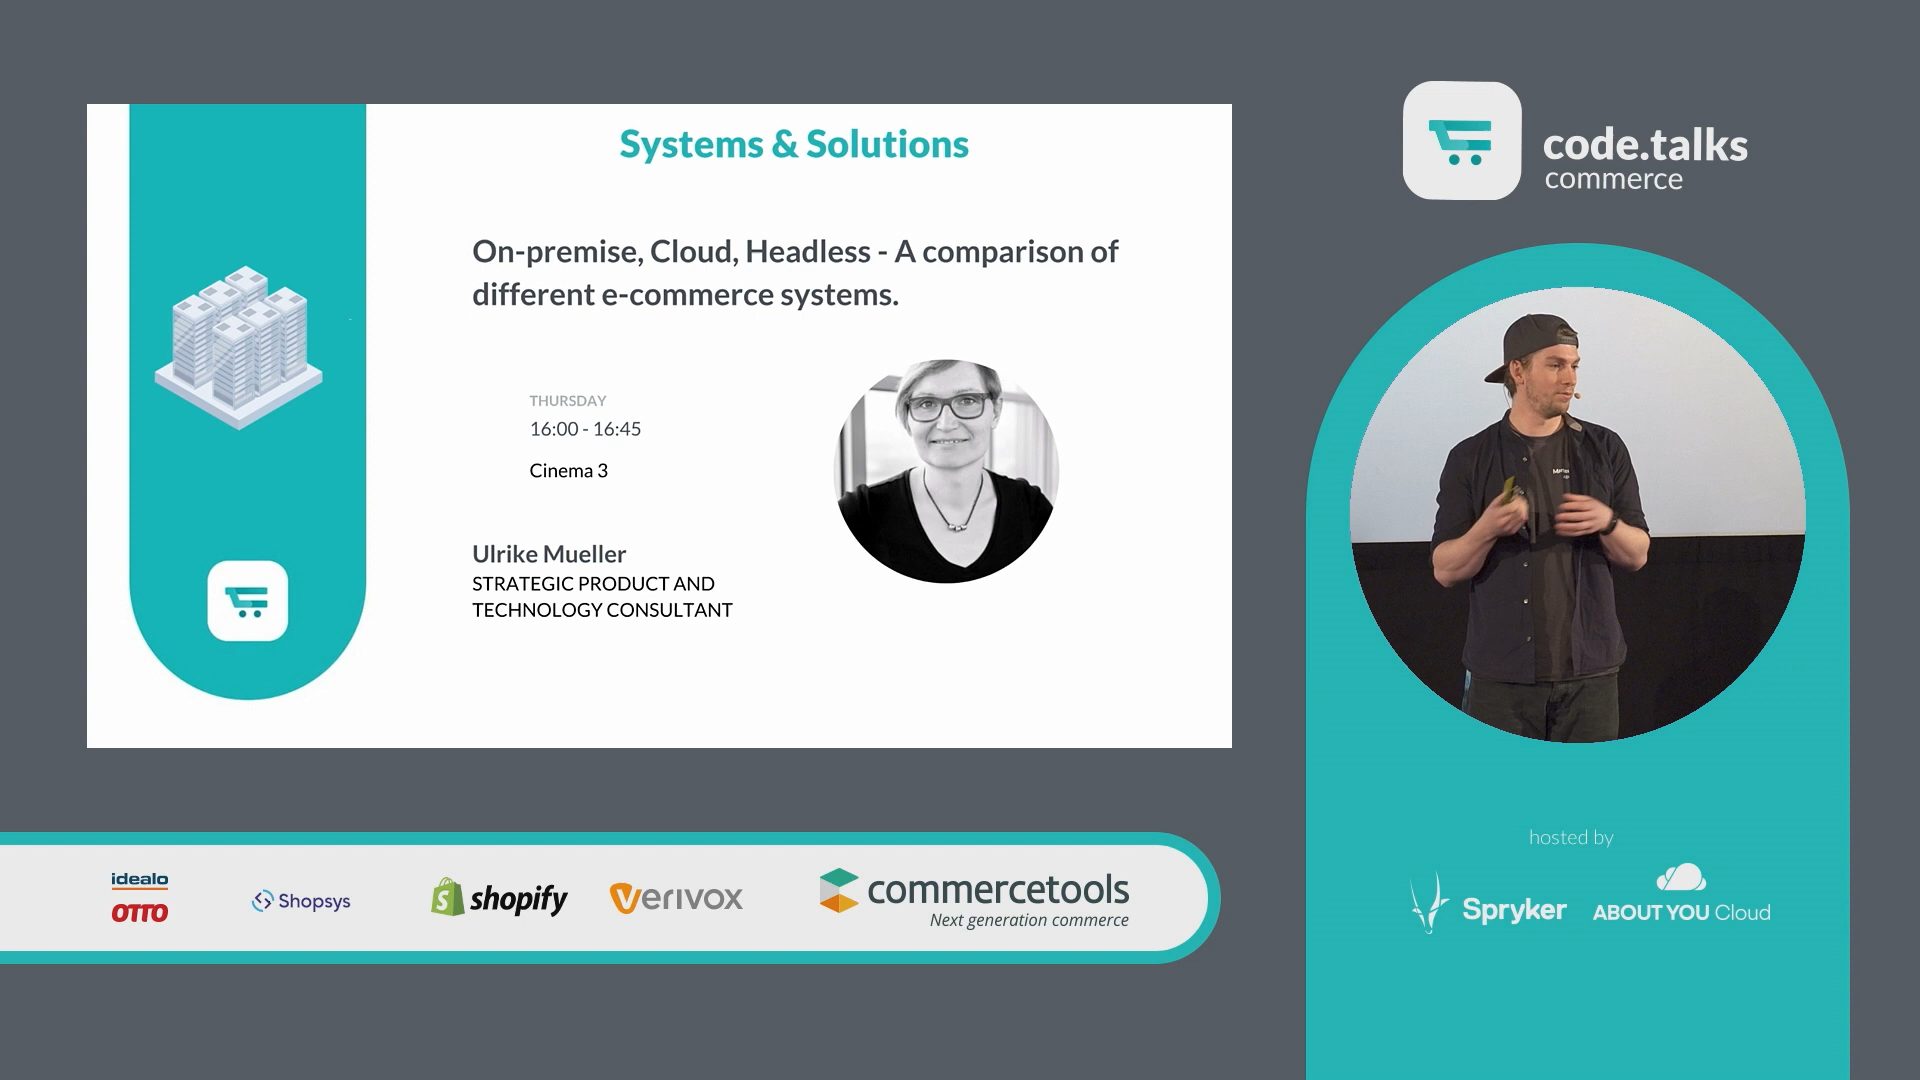 Systems & Solutions
On-premise, Cloud, Headless - A comparison of
different e-commerce systems.
THURSDAY
16:00 - 16:45
Cinema 3
Ulrike Mueller
STRATEGIC PRODUCT AND
TECHNOLOGY CONSULTANT
code.talks
commerce
hosted by
Spryker
ABOUT YOU Cloud
idealo
OTTO
Shopsys
shopify
verivox
commercetools
Next generation commerce